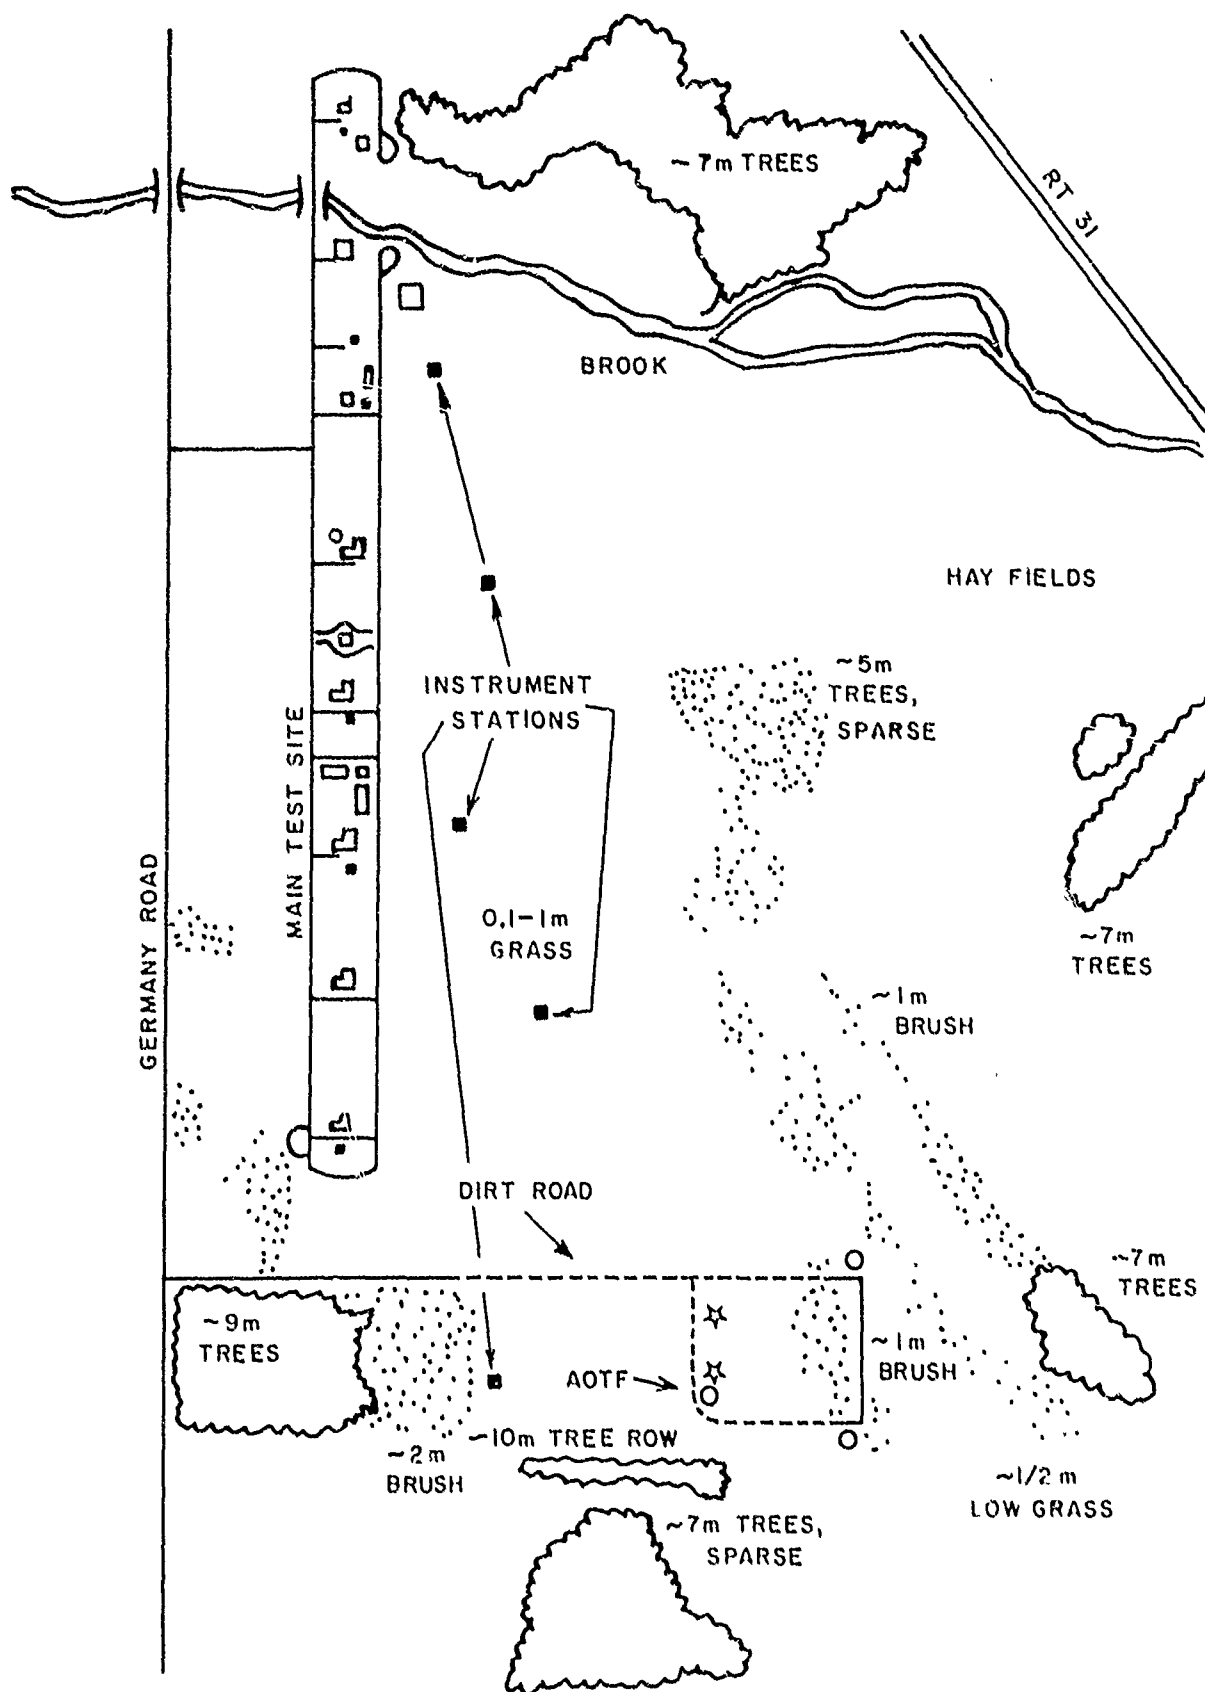 ~7m TREES
RT 31
BROOK
HAY FIELDS
~5m
TREES,
SPARSE
INSTRUMENT
STATIONS
MAIN TEST SITE
GERMANY ROAD
0.1-1m
GRASS
~7m
TREES
~1m
BRUSH
DIRT ROAD
~7m
TREES
~9m
TREES
AOTF
~1m
BRUSH
~10m TREE ROW
~2m
BRUSH
~1/2 m
LOW GRASS
~7m TREES,
SPARSE